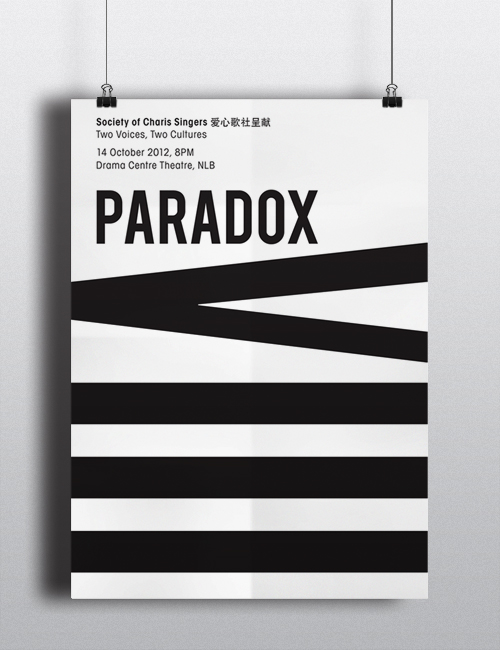 Society of Charis Singers 爱心歌社呈献
Two Voices, Two Cultures
14 October 2012, 8PM
Drama Centre Theatre, NLB
PARADOX